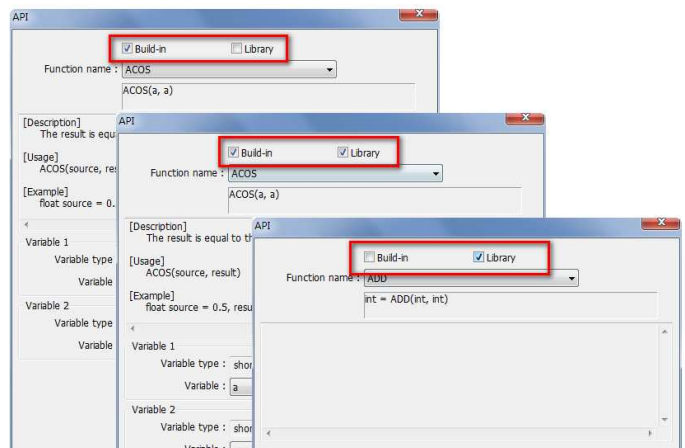 API
Build-in Library
Function name : ACOS
ACOS(a, a)
[Description]
The result is equ
[Usage]
ACOS(source, re
[Example]
float source = 0.
Variable 1
Variable type
Variable
Variable 2
Variable type
Variable
API
Build-in Library
Function name : ACOS
ACOS(a, a)
[Description]
The result is equal to th
[Usage]
ACOS(source, result)
[Example]
float source = 0.5, resu
Variable 1
Variable type : shor
Variable : a
Variable 2
Variable type : shor
Variable :
API
Build-in Library
Function name : ADD
int = ADD(int, int)